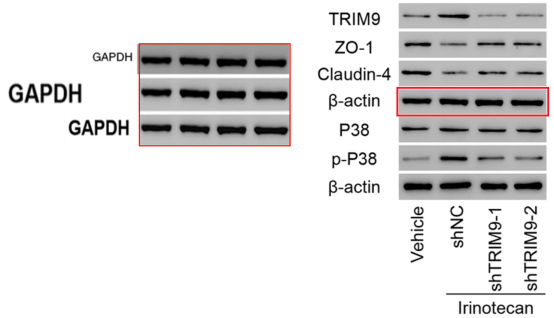 GAPDH
GAPDH
GAPDH
TRIM9
ZO-1
Claudin-4
β-actin
P38
p-P38
β-actin
Vehicle
shNC
shTRIM9-1
shTRIM9-2
Irinotecan